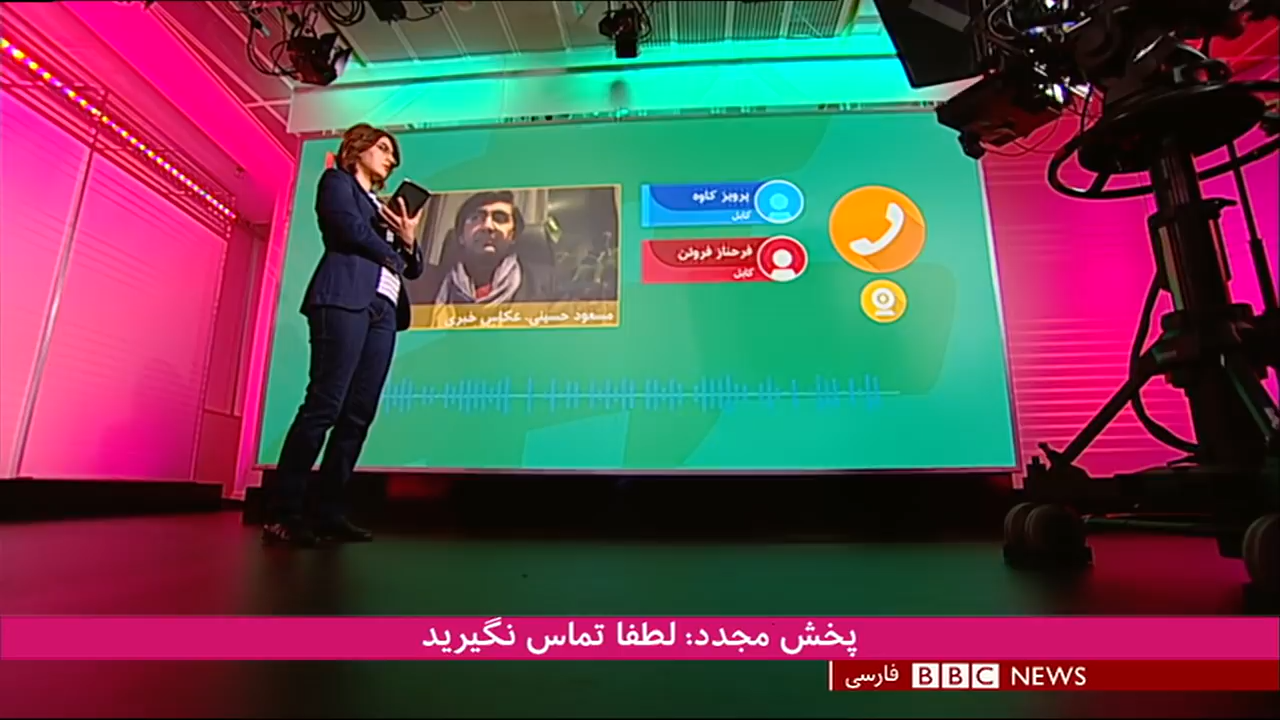 پرویز کاوه
کابل
فرحناز فروتن
کابل
مسعود حسینی، عکاس خبری
پخش مجدد: لطفا تماس نگیرید
فارسی BBC NEWS